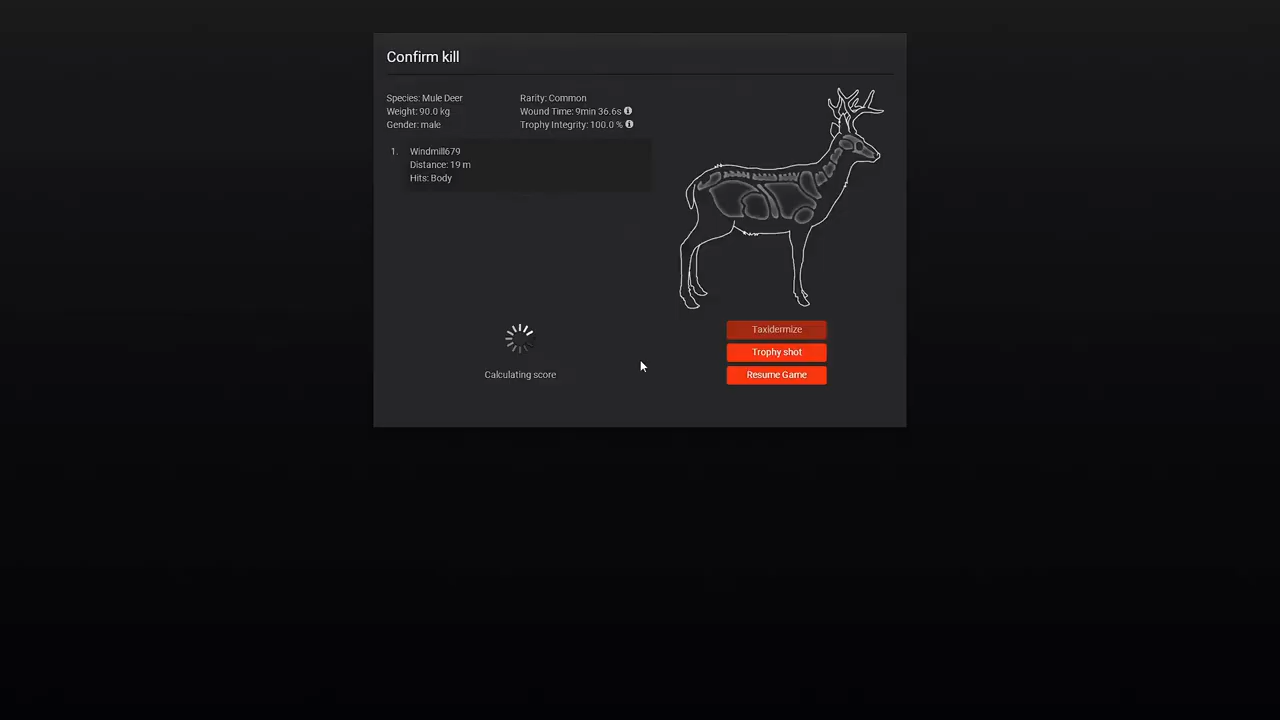 Confirm kill
Species: Mule Deer
Weight: 90.0 kg
Gender: male
Rarity: Common
Wound Time: 9min 36.6s
Trophy Integrity: 100.0 %
1. Windmill679
Distance: 19 m
Hits: Body
Calculating score
Taxidermize
Trophy shot
Resume Game